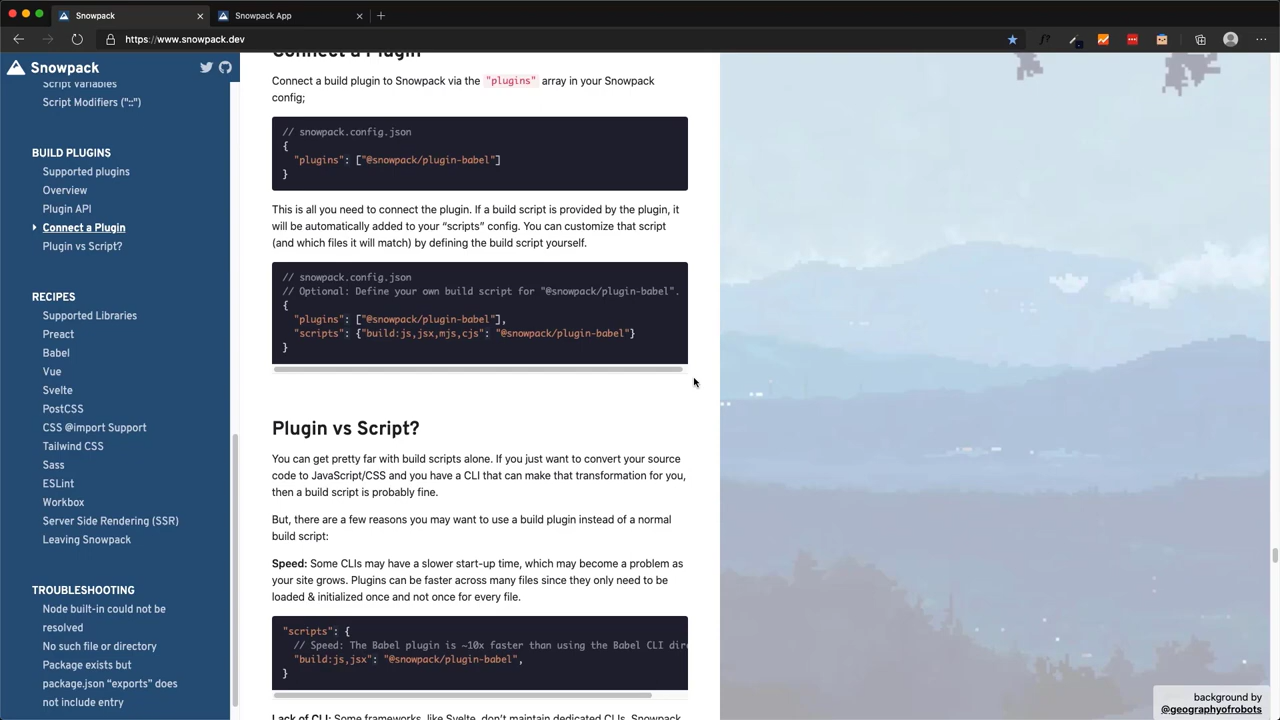 Snowpack
Snowpack App
https://www.snowpack.dev
Snowpack
Script Variables
Script Modifiers ("::")
BUILD PLUGINS
Supported plugins
Overview
Plugin API
Connect a Plugin
Plugin vs Script?
RECIPES
Supported Libraries
Preact
Babel
Vue
Svelte
PostCSS
CSS @import Support
Tailwind CSS
Sass
ESLint
Workbox
Server Side Rendering (SSR)
Leaving Snowpack
TROUBLESHOOTING
Node built-in could not be
resolved
No such file or directory
Package exists but
package.json “exports” does
not include entry
Connect a Plugin
Connect a build plugin to Snowpack via the "plugins" array in your Snowpack
config;
// snowpack.config.json
{
"plugins": ["@snowpack/plugin-babel"]
}
This is all you need to connect the plugin. If a build script is provided by the plugin, it
will be automatically added to your “scripts” config. You can customize that script
(and which files it will match) by defining the build script yourself.
// snowpack.config.json
// Optional: Define your own build script for "@snowpack/plugin-babel".
{
"plugins": ["@snowpack/plugin-babel"],
"scripts": {"build:js,jsx,mjs,cjs": "@snowpack/plugin-babel"}
}
Plugin vs Script?
You can get pretty far with build scripts alone. If you just want to convert your source
code to JavaScript/CSS and you have a CLI that can make that transformation for you,
then a build script is probably fine.
But, there are a few reasons you may want to use a build plugin instead of a normal
build script:
Speed: Some CLIs may have a slower start-up time, which may become a problem as
your site grows. Plugins can be faster across many files since they only need to be
loaded & initialized once and not once for every file.
"scripts": {
// Speed: The Babel plugin is ~10x faster than using the Babel CLI dire
"build:js,jsx": "@snowpack/plugin-babel",
}
Lack of CLI: Some frameworks, like Svelte, don’t maintain dedicated CLIs. Snowpack
background by
@geographyofrobots